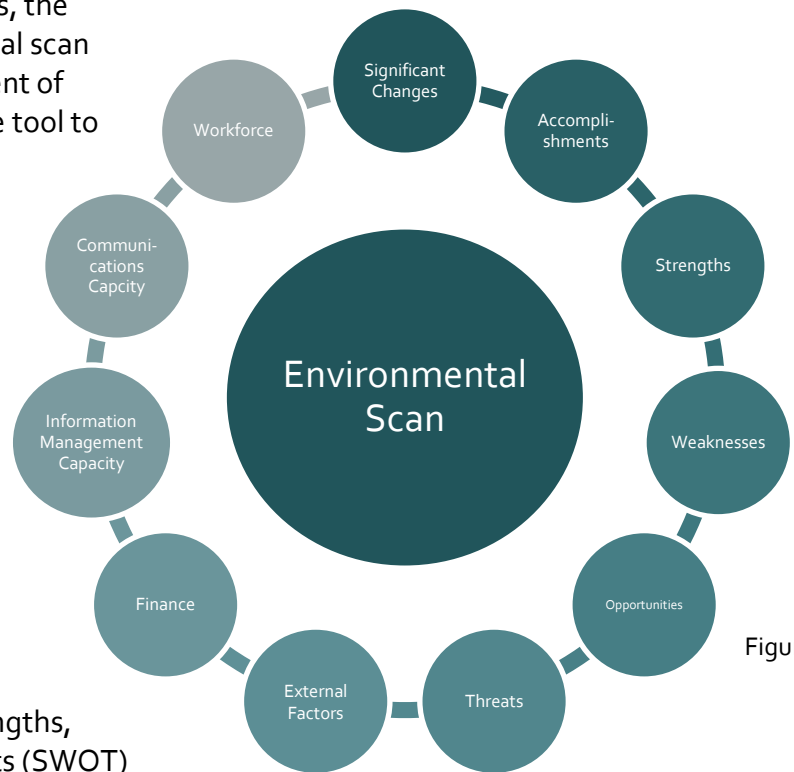 s, the
al scan
ent of
e tool to
Significant
Changes
Accompli-
shments
Strengths
Weaknesses
Opportunities
Threats
External
Factors
Finance
Information
Management
Capacity
Communi-
cations
Capcity
Workforce
Environmental
Scan
Figu
ngths,
ts (SWOT)